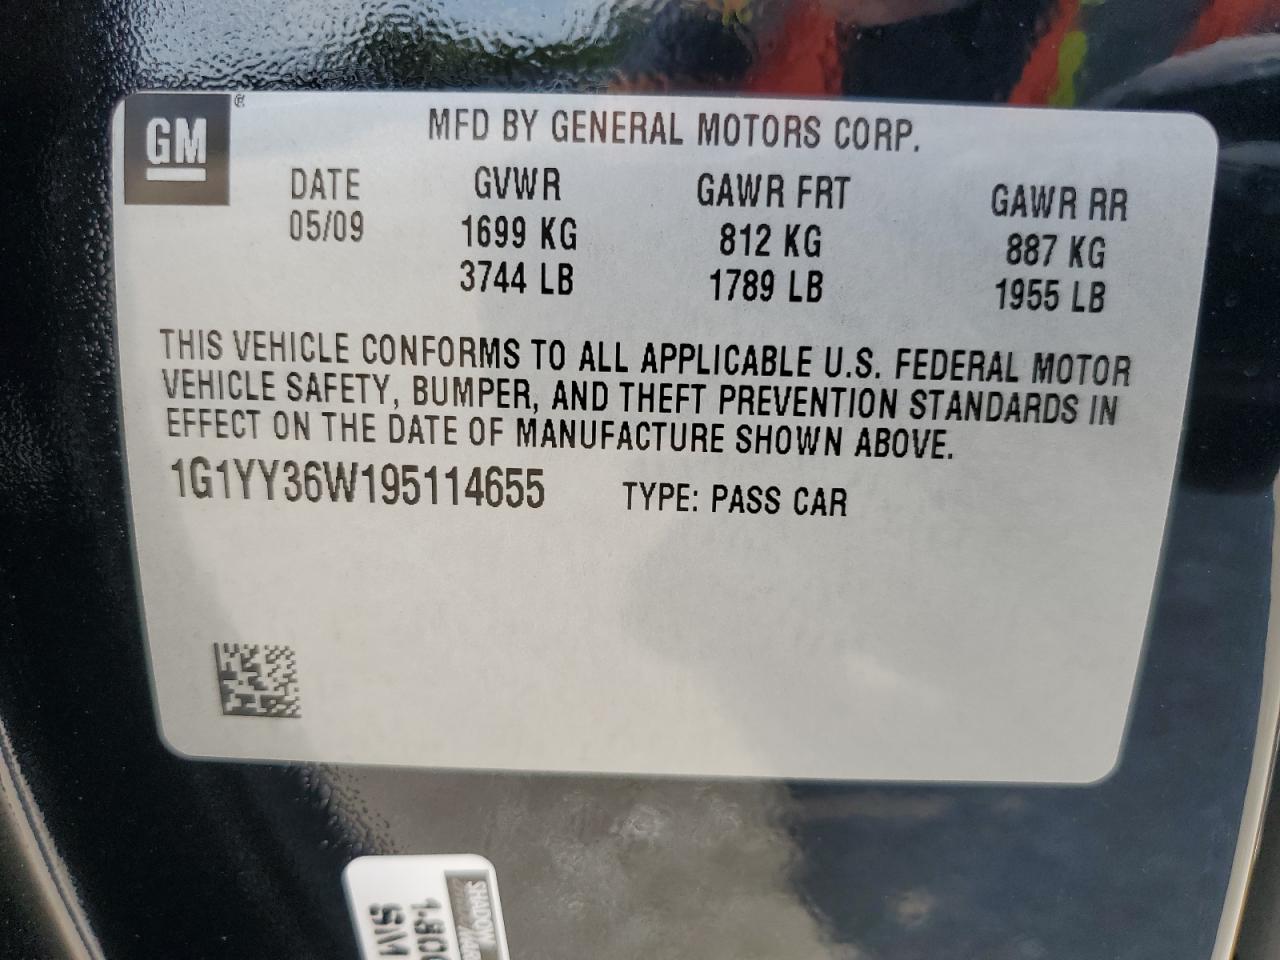 GM ®
MFD BY GENERAL MOTORS CORP.
DATE GVWR GAWR FRT GAWR RR
05/09 1699 KG 812 KG 887 KG
3744 LB 1789 LB 1955 LB
THIS VEHICLE CONFORMS TO ALL APPLICABLE U.S. FEDERAL MOTOR
VEHICLE SAFETY, BUMPER, AND THEFT PREVENTION STANDARDS IN
EFFECT ON THE DATE OF MANUFACTURE SHOWN ABOVE.
1G1YY36W195114655 TYPE: PASS CAR